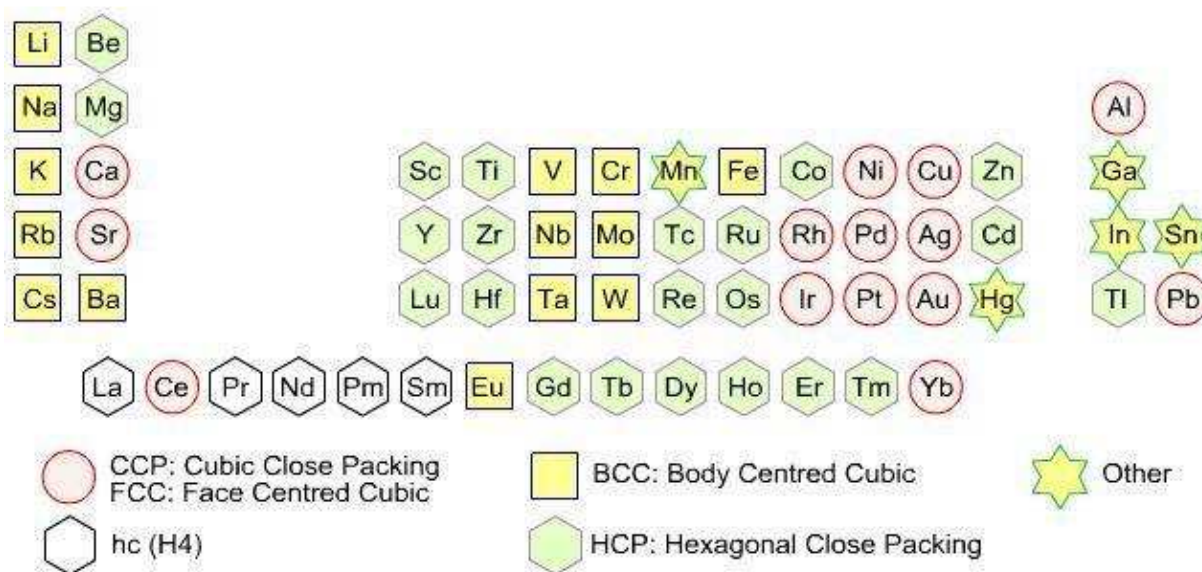 Li Be
Na Mg Al
K Ca Sc Ti V Cr Mn Fe Co Ni Cu Zn Ga
Rb Sr Y Zr Nb Mo Tc Ru Rh Pd Ag Cd In Sn
Cs Ba Lu Hf Ta W Re Os Ir Pt Au Hg Tl Pb
La Ce Pr Nd Pm Sm Eu Gd Tb Dy Ho Er Tm Yb
CCP: Cubic Close Packing
FCC: Face Centred Cubic
BCC: Body Centred Cubic
Other
hc (H4)
HCP: Hexagonal Close Packing